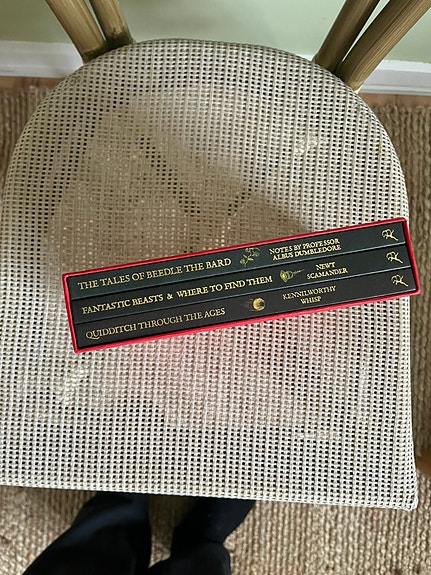 THE TALES OF BEEDLE THE BARD
NOTES BY PROFESSOR
ALBUS DUMBLEDORE
FANTASTIC BEASTS & WHERE TO FIND THEM
NEWT
SCAMANDER
QUIDDITCH THROUGH THE AGES
KENNILWORTHY
WHISP